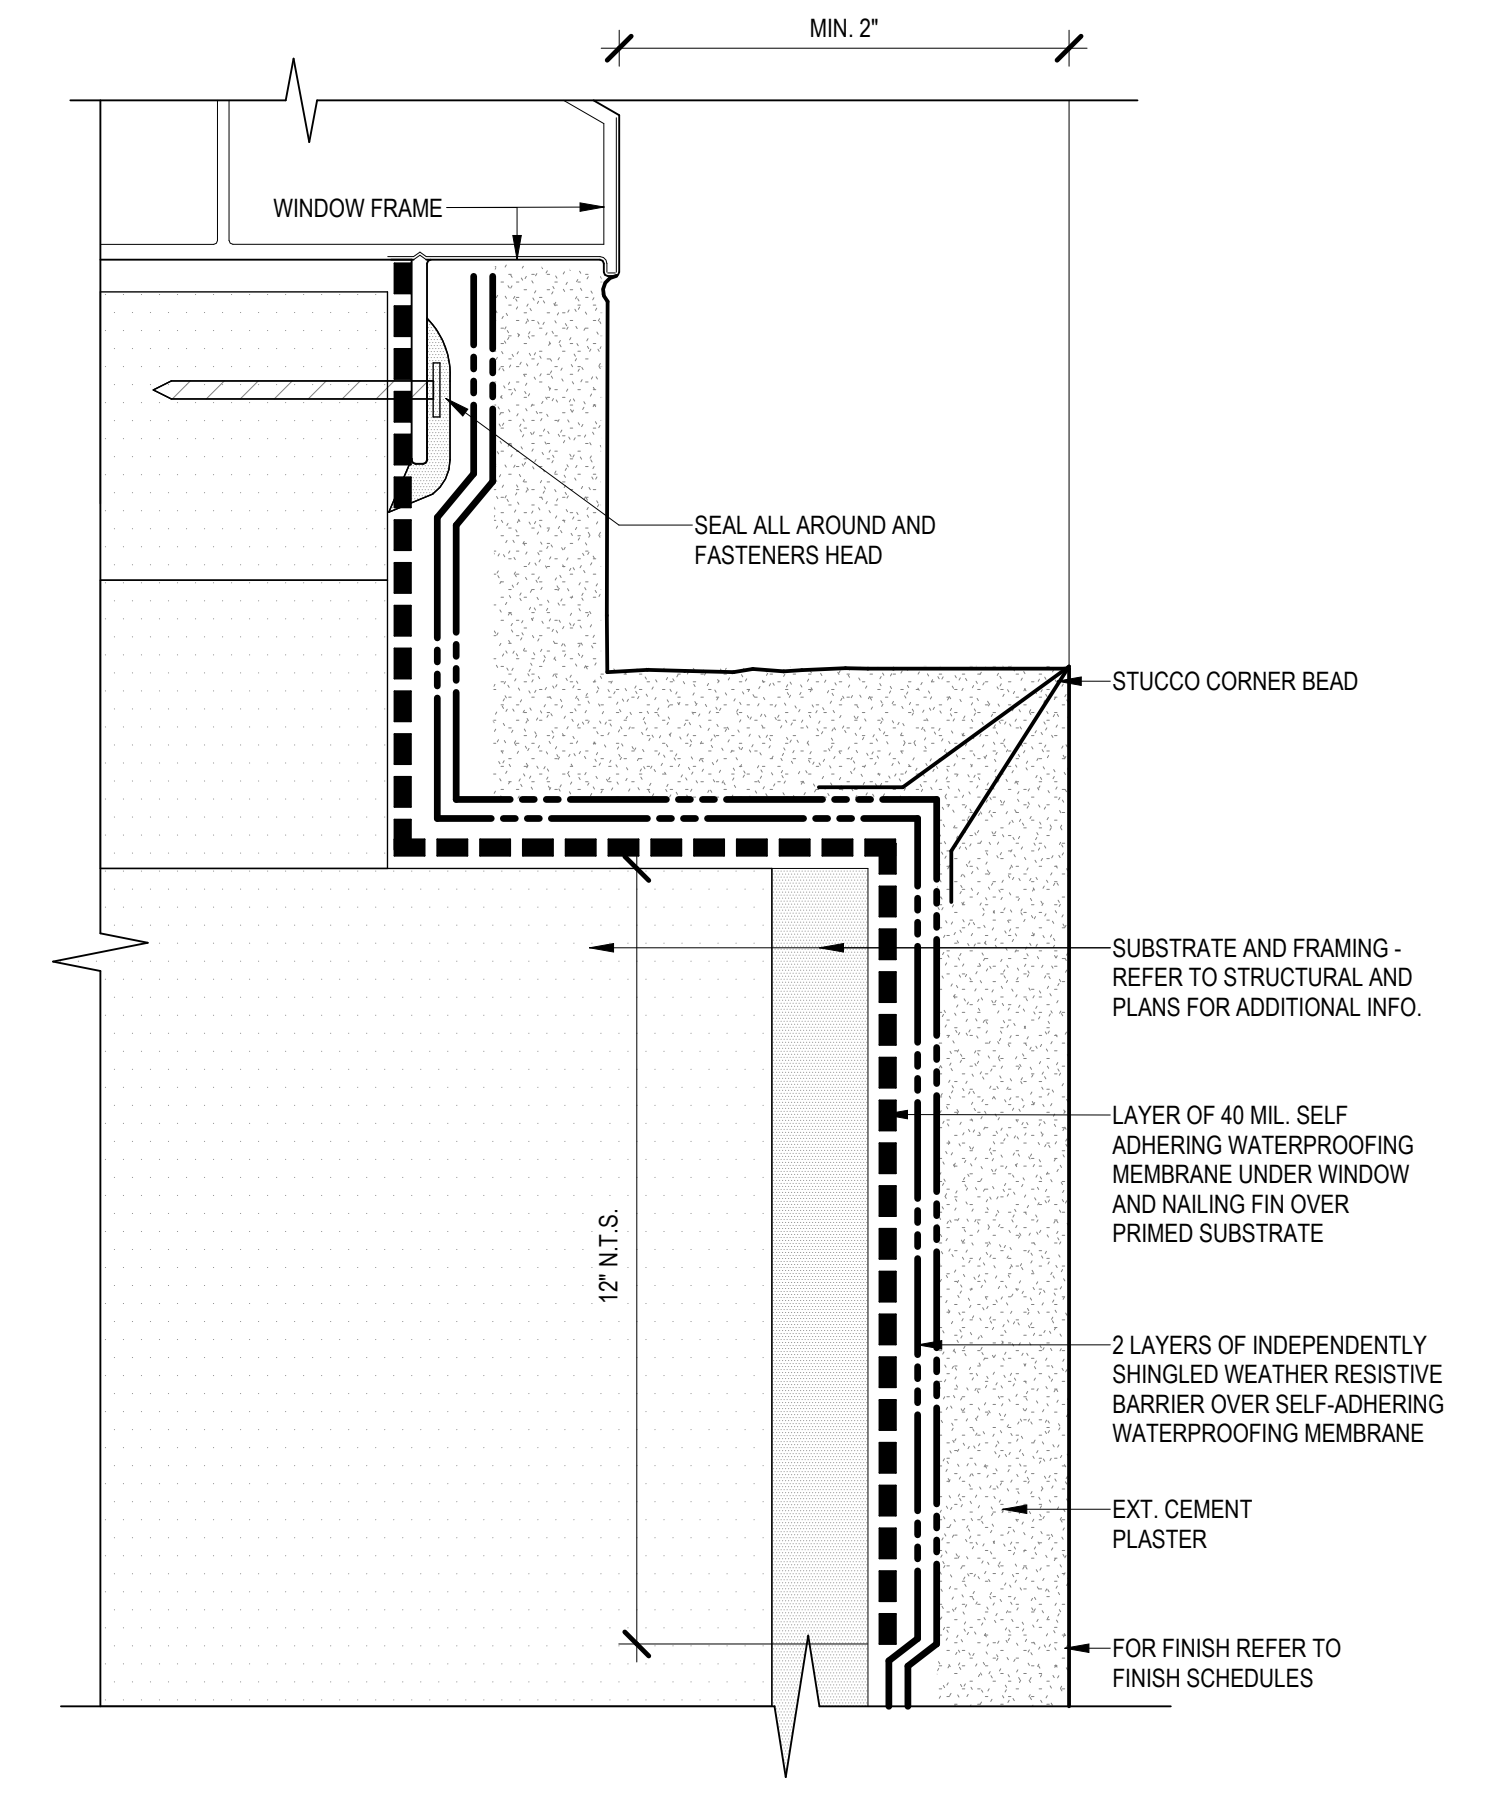 MIN. 2"
WINDOW FRAME
SEAL ALL AROUND AND
FASTENERS HEAD
STUCCO CORNER BEAD
SUBSTRATE AND FRAMING -
REFER TO STRUCTURAL AND
PLANS FOR ADDITIONAL INFO.
LAYER OF 40 MIL. SELF
ADHERING WATERPROOFING
MEMBRANE UNDER WINDOW
AND NAILING FIN OVER
PRIMED SUBSTRATE
12" N.T.S.
2 LAYERS OF INDEPENDENTLY
SHINGLED WEATHER RESISTIVE
BARRIER OVER SELF-ADHERING
WATERPROOFING MEMBRANE
EXT. CEMENT
PLASTER
FOR FINISH REFER TO
FINISH SCHEDULES